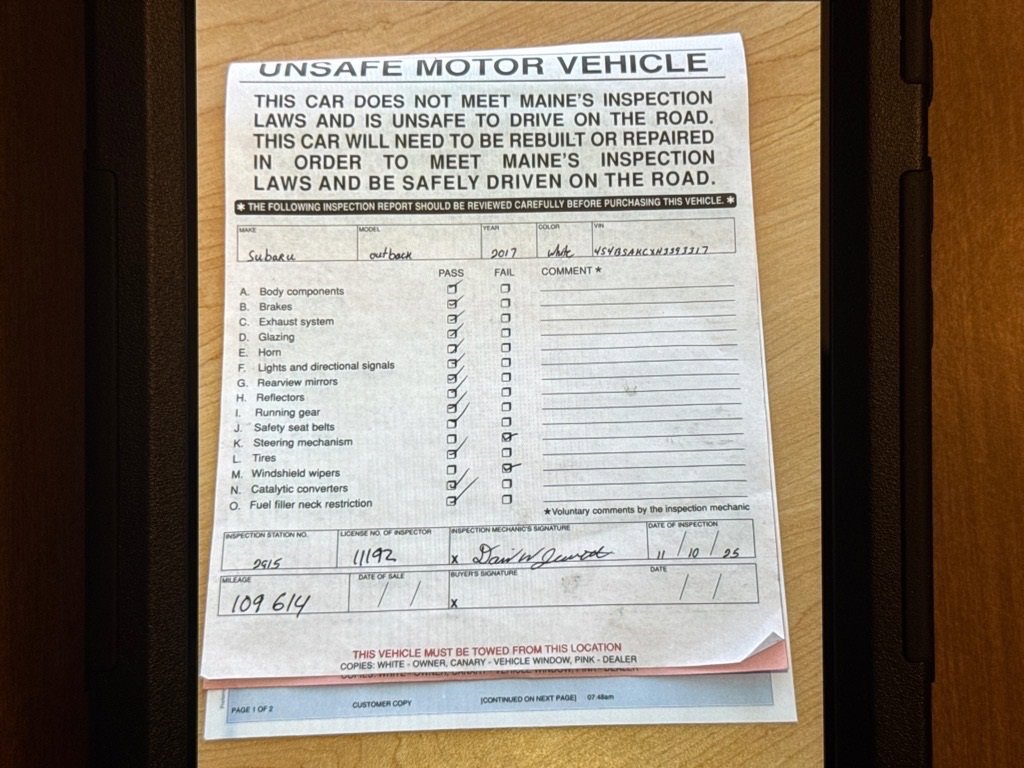 UNSAFE MOTOR VEHICLE
THIS CAR DOES NOT MEET MAINE'S INSPECTION
LAWS AND IS UNSAFE TO DRIVE ON THE ROAD.
THIS CAR WILL NEED TO BE REBUILT OR REPAIRED
IN ORDER TO MEET MAINE'S INSPECTION
LAWS AND BE SAFELY DRIVEN ON THE ROAD.
* THE FOLLOWING INSPECTION REPORT SHOULD BE REVIEWED CAREFULLY BEFORE PURCHASING THIS VEHICLE. *
MAKE MODEL YEAR COLOR VIN
Subaru outback 2017 white
PASS FAIL COMMENT *
A. Body components
B. Brakes
C. Exhaust system
D. Glazing
E. Horn
F. Lights and directional signals
G. Rearview mirrors
H. Reflectors
I. Running gear
J. Safety seat belts
K. Steering mechanism
L. Tires
M. Windshield wipers
N. Catalytic converters
O. Fuel filler neck restriction
* Voluntary comments by the inspection mechanic
INSPECTION STATION NO. LICENSE NO. OF INSPECTOR INSPECTION MECHANIC'S SIGNATURE DATE OF INSPECTION
2915 11192 X 11 / 10 / 25
MILEAGE DATE OF SALE BUYER'S SIGNATURE DATE
109 614 / / X / /
THIS VEHICLE MUST BE TOWED FROM THIS LOCATION
COPIES: WHITE - OWNER, CANARY - VEHICLE WINDOW, PINK - DEALER
PAGE 1 OF 2 CUSTOMER COPY [CONTINUED ON NEXT PAGE] 07:48am